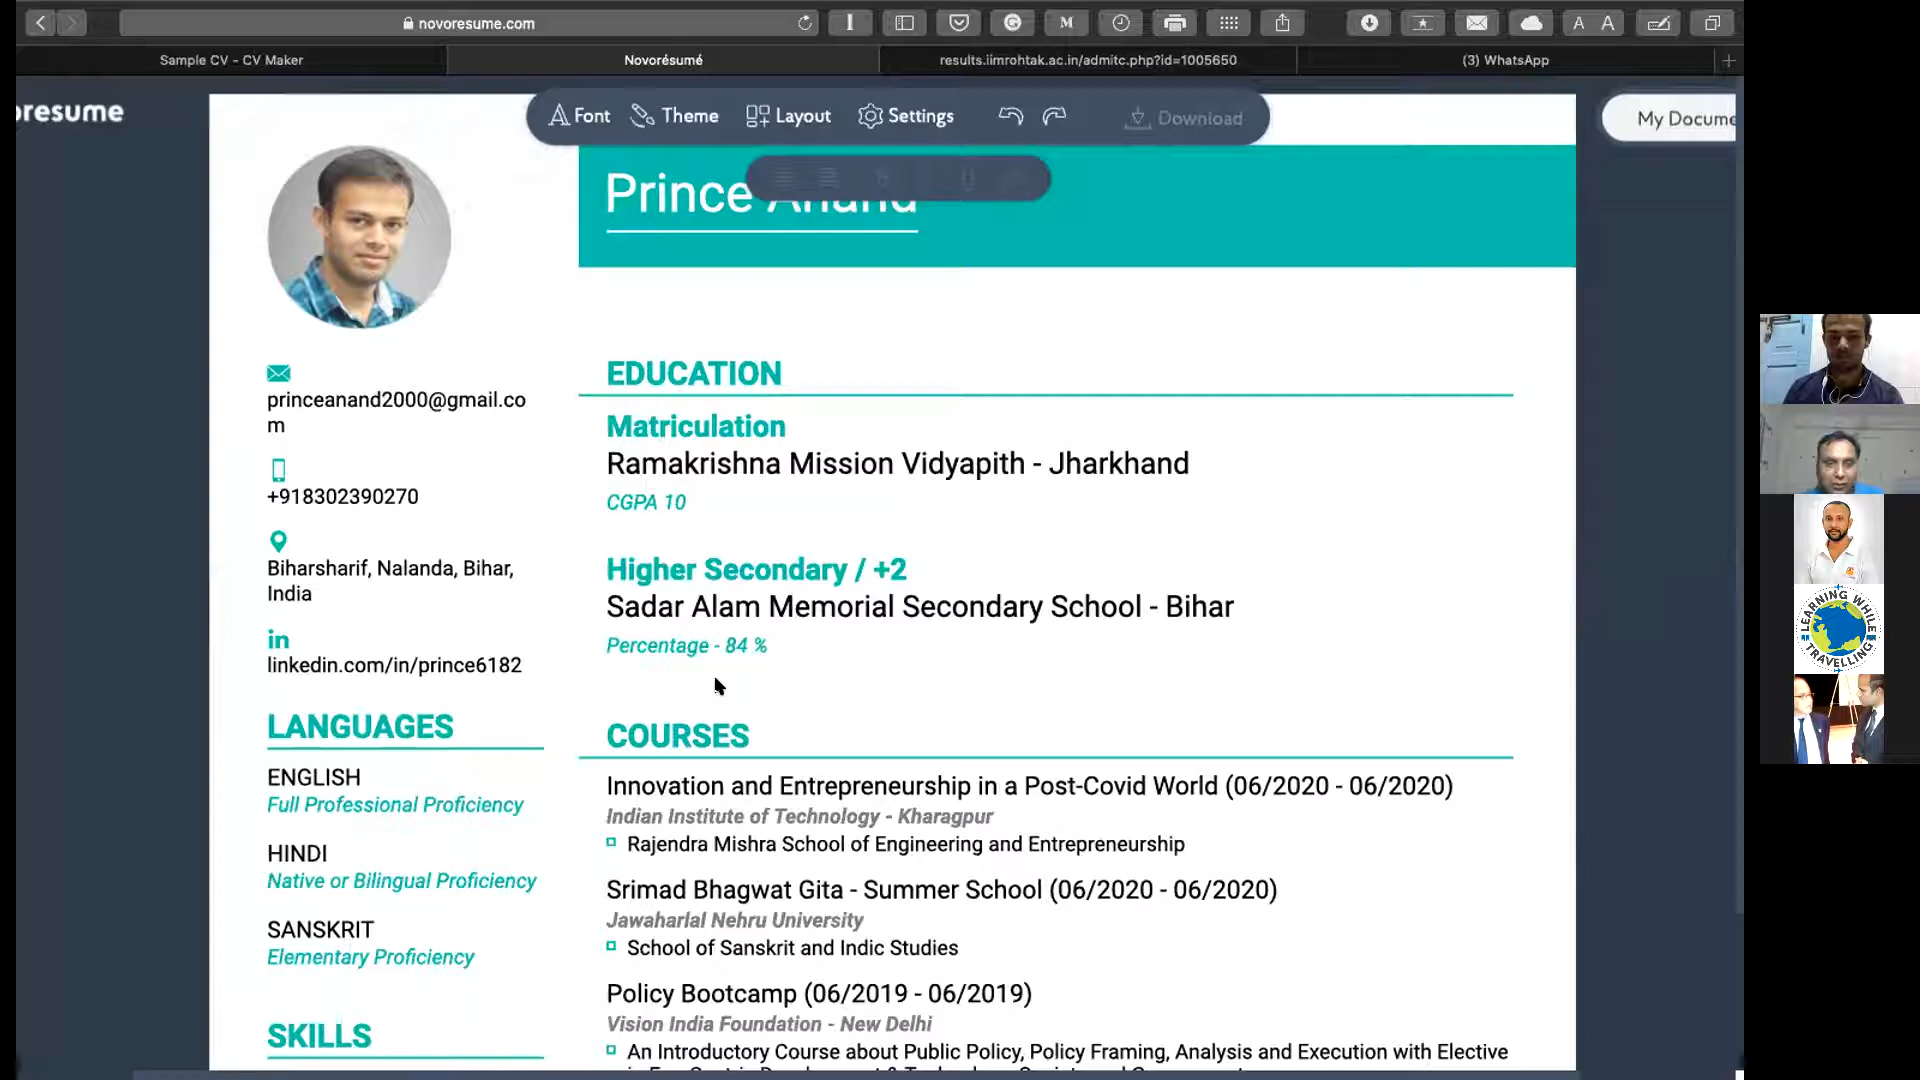 novoresume.com
Sample CV - CV Maker
Novorésumé
results.iimrohtak.ac.in/admitc.php?id=1005650
(3) WhatsApp
oresume
Font
Theme
Layout
Settings
Download
My Docume
Prince Anand
princeanand2000@gmail.co
m
+918302390270
Biharsharif, Nalanda, Bihar,
India
in
linkedin.com/in/prince6182
LANGUAGES
ENGLISH
Full Professional Proficiency
HINDI
Native or Bilingual Proficiency
SANSKRIT
Elementary Proficiency
SKILLS
EDUCATION
Matriculation
Ramakrishna Mission Vidyapith - Jharkhand
CGPA 10
Higher Secondary / +2
Sadar Alam Memorial Secondary School - Bihar
Percentage - 84 %
COURSES
Innovation and Entrepreneurship in a Post-Covid World (06/2020 - 06/2020)
Indian Institute of Technology - Kharagpur
Rajendra Mishra School of Engineering and Entrepreneurship
Srimad Bhagwat Gita - Summer School (06/2020 - 06/2020)
Jawaharlal Nehru University
School of Sanskrit and Indic Studies
Policy Bootcamp (06/2019 - 06/2019)
Vision India Foundation - New Delhi
An Introductory Course about Public Policy, Policy Framing, Analysis and Execution with Elective
LEARNING WHILE
TRAVELLING